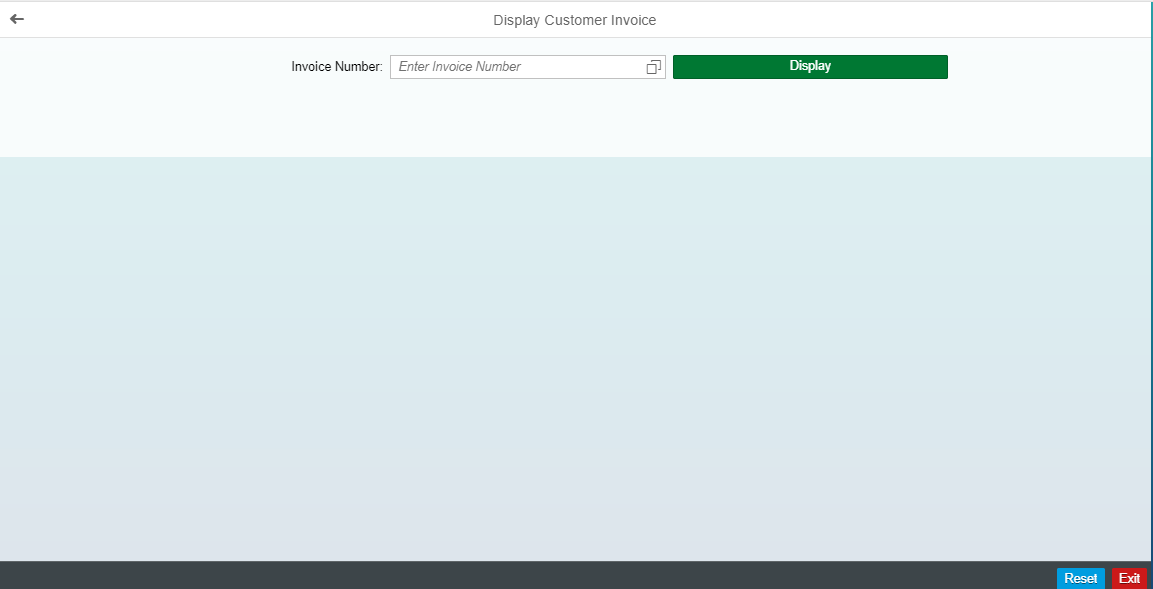 Display Customer Invoice
Invoice Number: Enter Invoice Number Display
Reset Exit